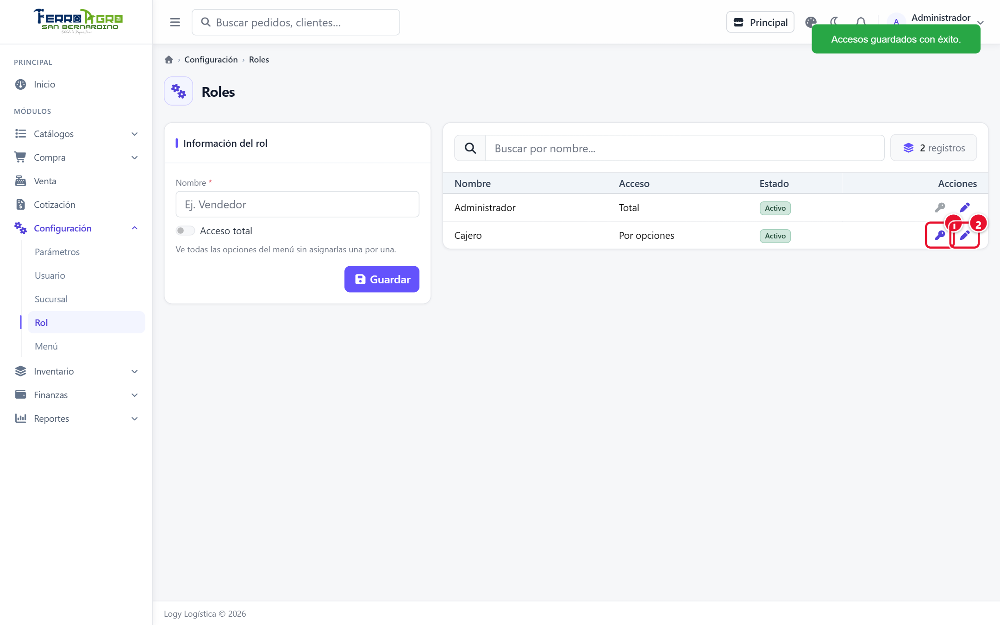 FERRO AGRO
SAN BERNARDINO
Buscar pedidos, clientes...
Principal
A
Administrador
Accesos guardados con éxito.
PRINCIPAL
Inicio
MÓDULOS
Catálogos
Compra
Venta
Cotización
Configuración
Parámetros
Usuario
Sucursal
Rol
Menú
Inventario
Finanzas
Reportes
› Configuración › Roles
Roles
Información del rol
Nombre *
Ej. Vendedor
Acceso total
Ve todas las opciones del menú sin asignarlas una por una.
Guardar
Buscar por nombre...
2 registros
Nombre Acceso Estado Acciones
Administrador Total Activo
Cajero Por opciones Activo
1 2
Logy Logística © 2026